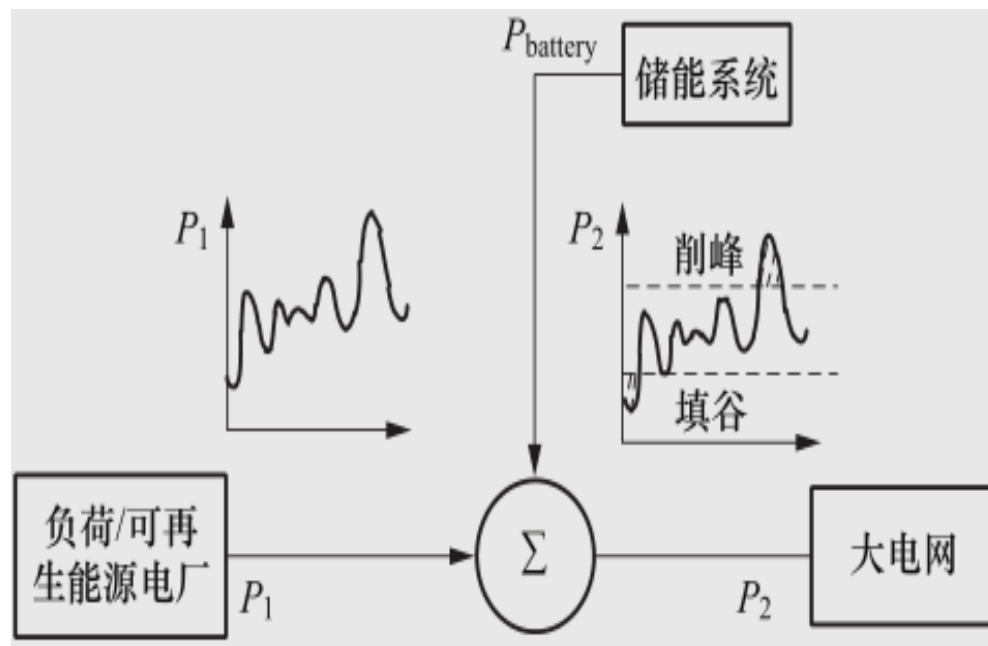 P_battery
储能系统
P₁
P₂
削峰
填谷
负荷/可再
生能源电厂
P₁
Σ
P₂
大电网